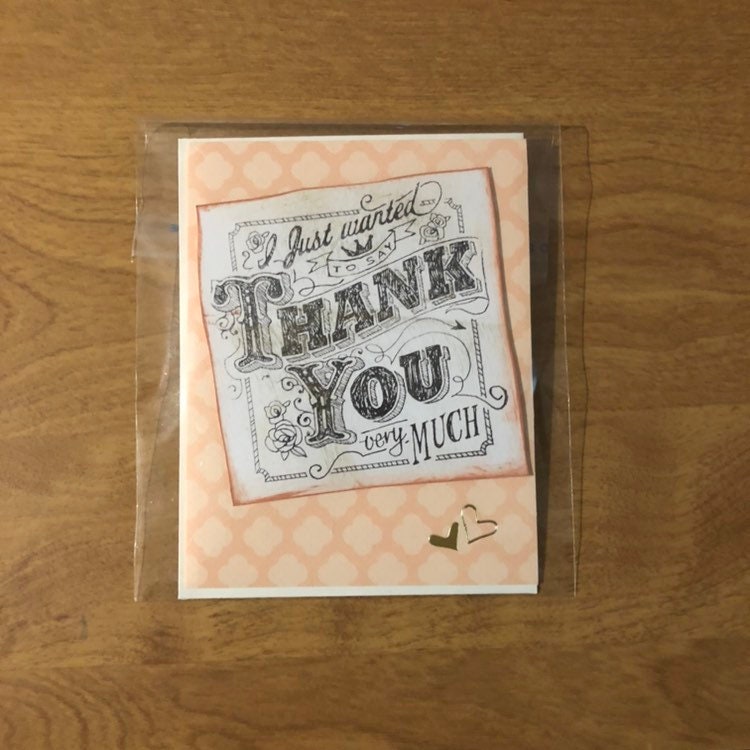 I Just wanted
TO SAY
THANK
YOU
very MUCH